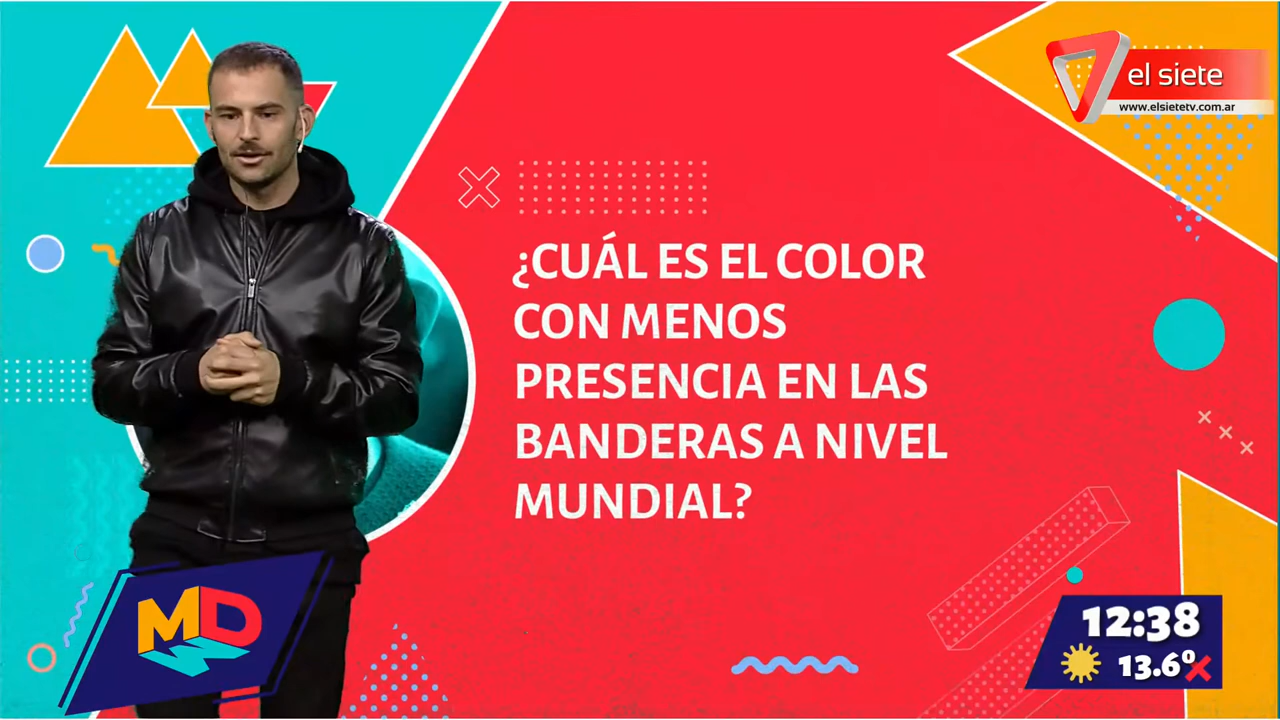 el siete
www.elsietetv.com.ar
¿CUÁL ES EL COLOR
CON MENOS
PRESENCIA EN LAS
BANDERAS A NIVEL
MUNDIAL?
MD
12:38
13.6º